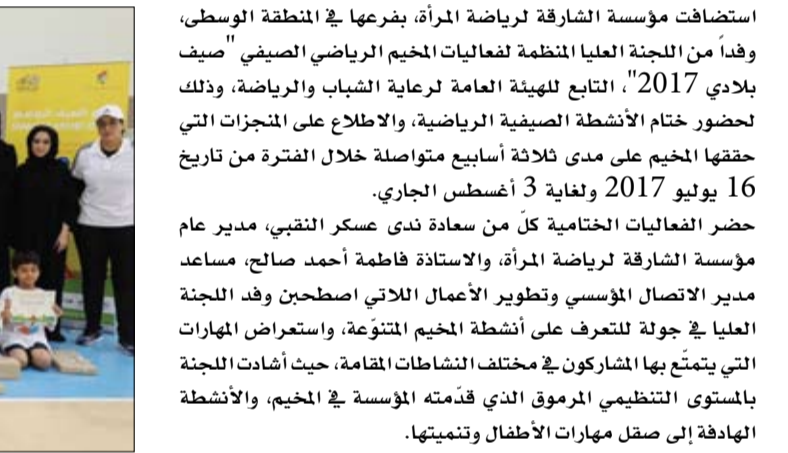 استضافت مؤسسة الشارقة لرياضة المرأة، بفرعها في المنطقة الوسطى،
وفداً من اللجنة العليا المنظمة لفعاليات المخيم الرياضي الصيفي "صيف
بلادي 2017"، التابع للهيئة العامة لرعاية الشباب والرياضة، وذلك
لحضور ختام الأنشطة الصيفية الرياضية، والاطلاع على المنجزات التي
حققها المخيم على مدى ثلاثة أسابيع متواصلة خلال الفترة من تاريخ
16 يوليو 2017 ولغاية 3 أغسطس الجاري.
حضر الفعاليات الختامية كلّ من سعادة ندى عسكر النقبي، مدير عام
مؤسسة الشارقة لرياضة المرأة، والاستاذة فاطمة أحمد صالح، مساعد
مدير الاتصال المؤسسي وتطوير الأعمال اللاتي اصطحبن وفد اللجنة
العليا في جولة للتعرف على أنشطة المخيم المتنوّعة، واستعراض المهارات
التي يتمتّع بها المشاركون في مختلف النشاطات المقامة، حيث أشادت اللجنة
بالمستوى التنظيمي المرموق الذي قدّمته المؤسسة في المخيم، والأنشطة
الهادفة إلى صقل مهارات الأطفال وتنميتها.